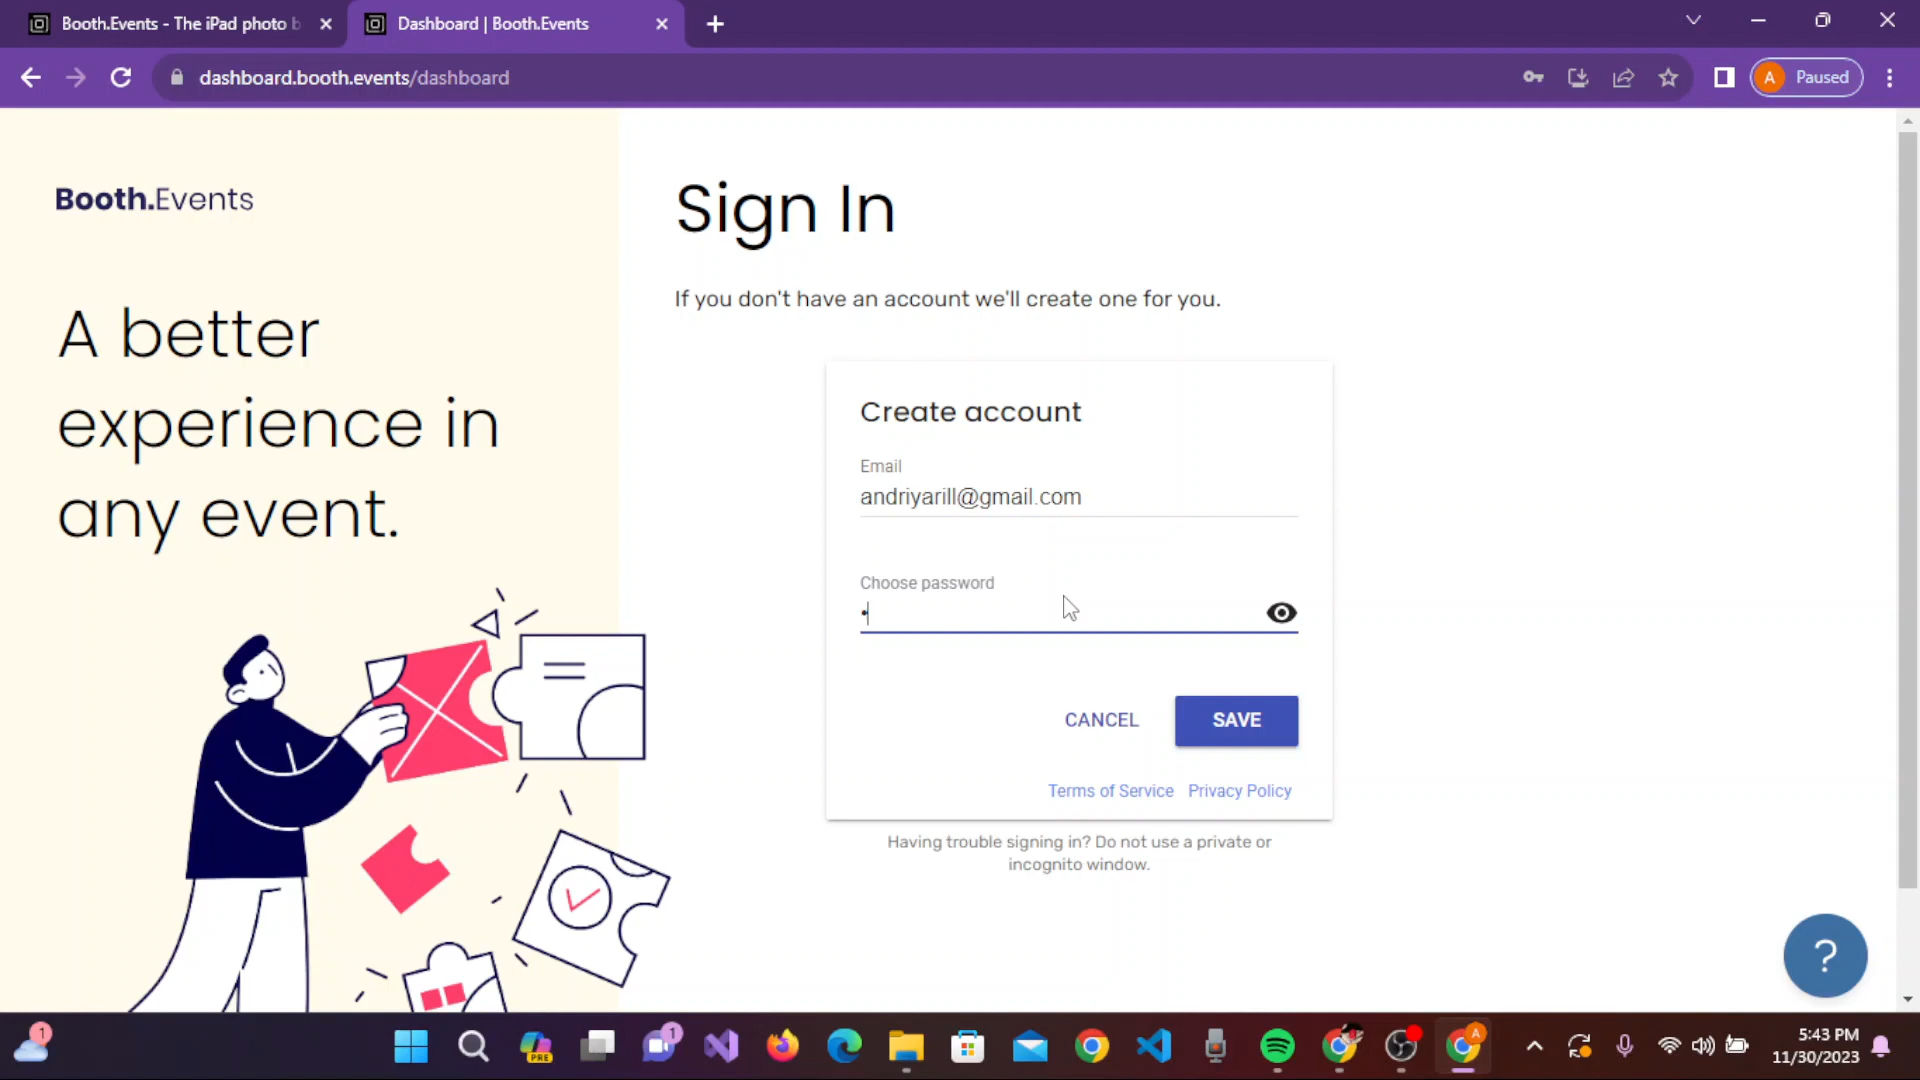 Booth.Events - The iPad photo b
Dashboard | Booth.Events
dashboard.booth.events/dashboard
A
Paused
Booth.Events
A better
experience in
any event.
Sign In
If you don't have an account we'll create one for you.
Create account
Email
andriyarill@gmail.com
Choose password
CANCEL
SAVE
Terms of Service
Privacy Policy
Having trouble signing in? Do not use a private or
incognito window.
?
1
PRE
1
A
5:43 PM
11/30/2023